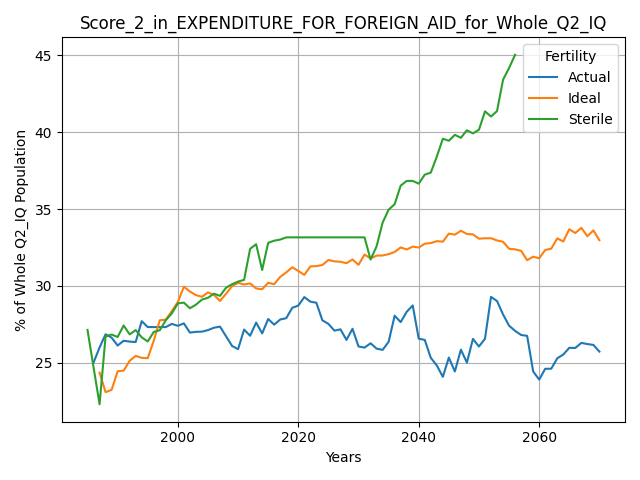 Score_2_in_EXPENDITURE_FOR_FOREIGN_AID_for_Whole_Q2_IQ
Fertility
Actual
Ideal
Sterile
% of Whole Q2_IQ Population
45
40
35
30
25
2000
2020
2040
2060
Years